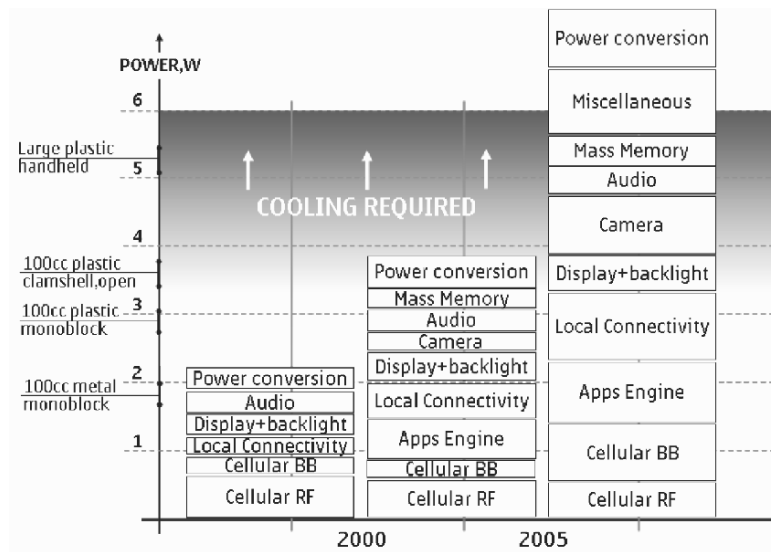 POWER,W
6
Large plastic
handheld
5
COOLING REQUIRED
4
100cc plastic
clamshell,open
3
100cc plastic
monoblock
2
100cc metal
monoblock
1
Power conversion
Audio
Display+backlight
Local Connectivity
Cellular BB
Cellular RF
Power conversion
Mass Memory
Audio
Camera
Display+backlight
Local Connectivity
Apps Engine
Cellular BB
Cellular RF
Power conversion
Miscellaneous
Mass Memory
Audio
Camera
Display+backlight
Local Connectivity
Apps Engine
Cellular BB
Cellular RF
2000
2005